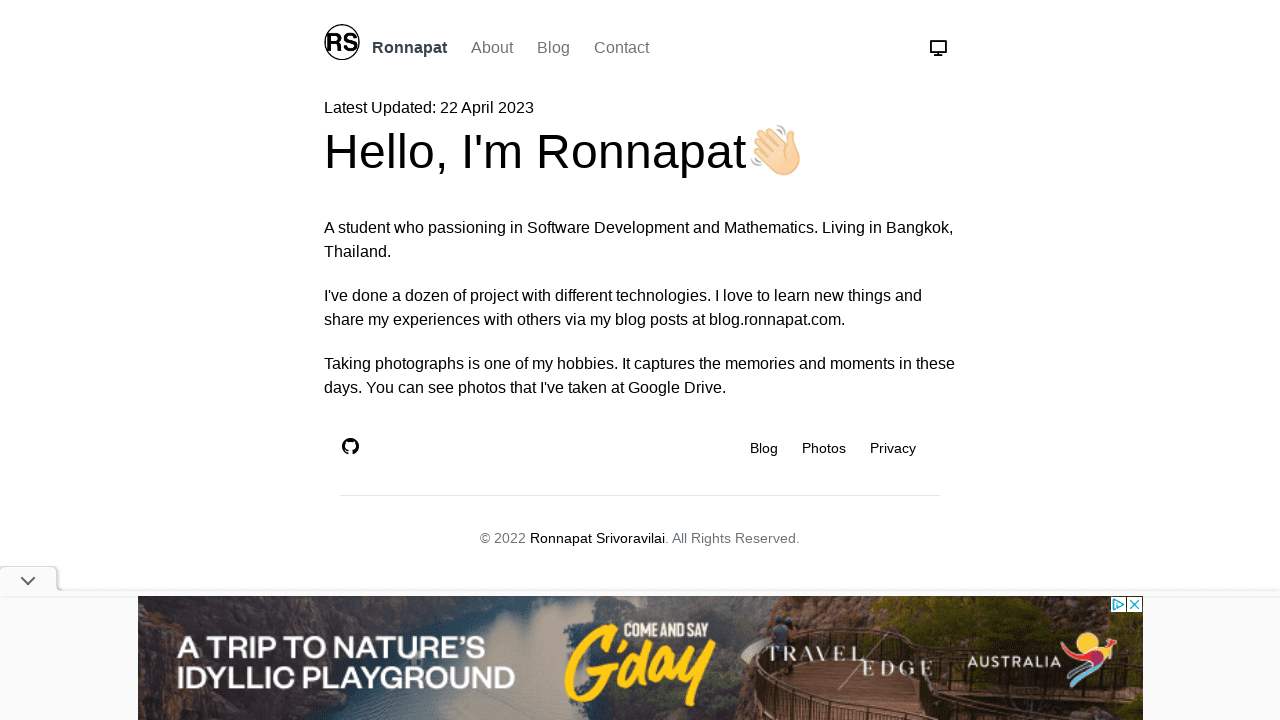 RS Ronnapat About Blog Contact
Latest Updated: 22 April 2023
Hello, I'm Ronnapat
A student who passioning in Software Development and Mathematics. Living in Bangkok,
Thailand.
I've done a dozen of project with different technologies. I love to learn new things and
share my experiences with others via my blog posts at blog.ronnapat.com.
Taking photographs is one of my hobbies. It captures the memories and moments in these
days. You can see photos that I've taken at Google Drive.
Blog Photos Privacy
© 2022 Ronnapat Srivoravilai. All Rights Reserved.
A TRIP TO NATURE'S
IDYLLIC PLAYGROUND
COME AND SAY
G'day
TRAVEL/EDGE
AUSTRALIA